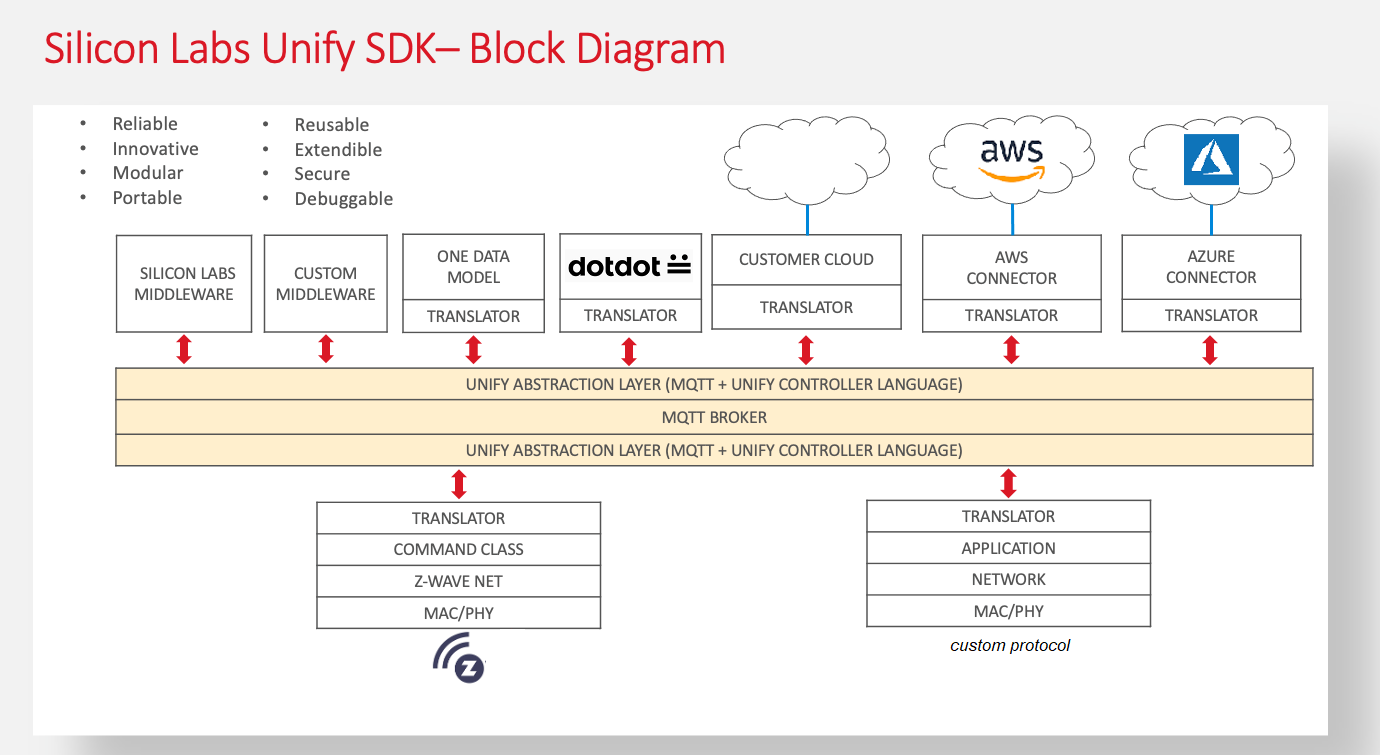 Silicon Labs Unify SDK– Block Diagram
• Reliable
• Innovative
• Modular
• Portable
• Reusable
• Extendible
• Secure
• Debuggable
aws
SILICON LABS
MIDDLEWARE
CUSTOM
MIDDLEWARE
ONE DATA
MODEL
TRANSLATOR
dotdot
TRANSLATOR
CUSTOMER CLOUD
TRANSLATOR
AWS
CONNECTOR
TRANSLATOR
AZURE
CONNECTOR
TRANSLATOR
UNIFY ABSTRACTION LAYER (MQTT + UNIFY CONTROLLER LANGUAGE)
MQTT BROKER
UNIFY ABSTRACTION LAYER (MQTT + UNIFY CONTROLLER LANGUAGE)
TRANSLATOR
COMMAND CLASS
Z-WAVE NET
MAC/PHY
Z
TRANSLATOR
APPLICATION
NETWORK
MAC/PHY
custom protocol